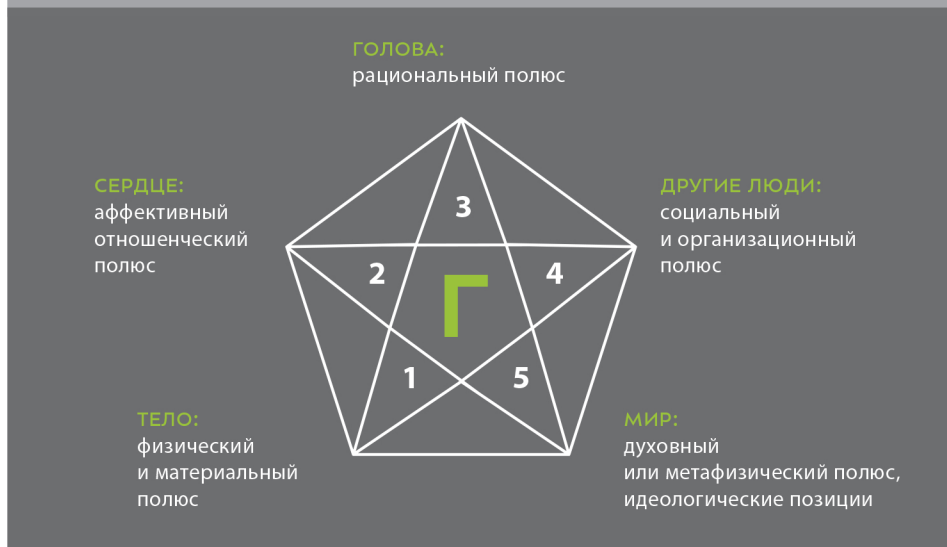 ГОЛОВА:
рациональный полюс
СЕРДЦЕ:
аффективный
отношенческий
полюс
ДРУГИЕ ЛЮДИ:
социальный
и организационный
полюс
3
2
4
Г
1
5
ТЕЛО:
физический
и материальный
полюс
МИР:
духовный
или метафизический полюс,
идеологические позиции